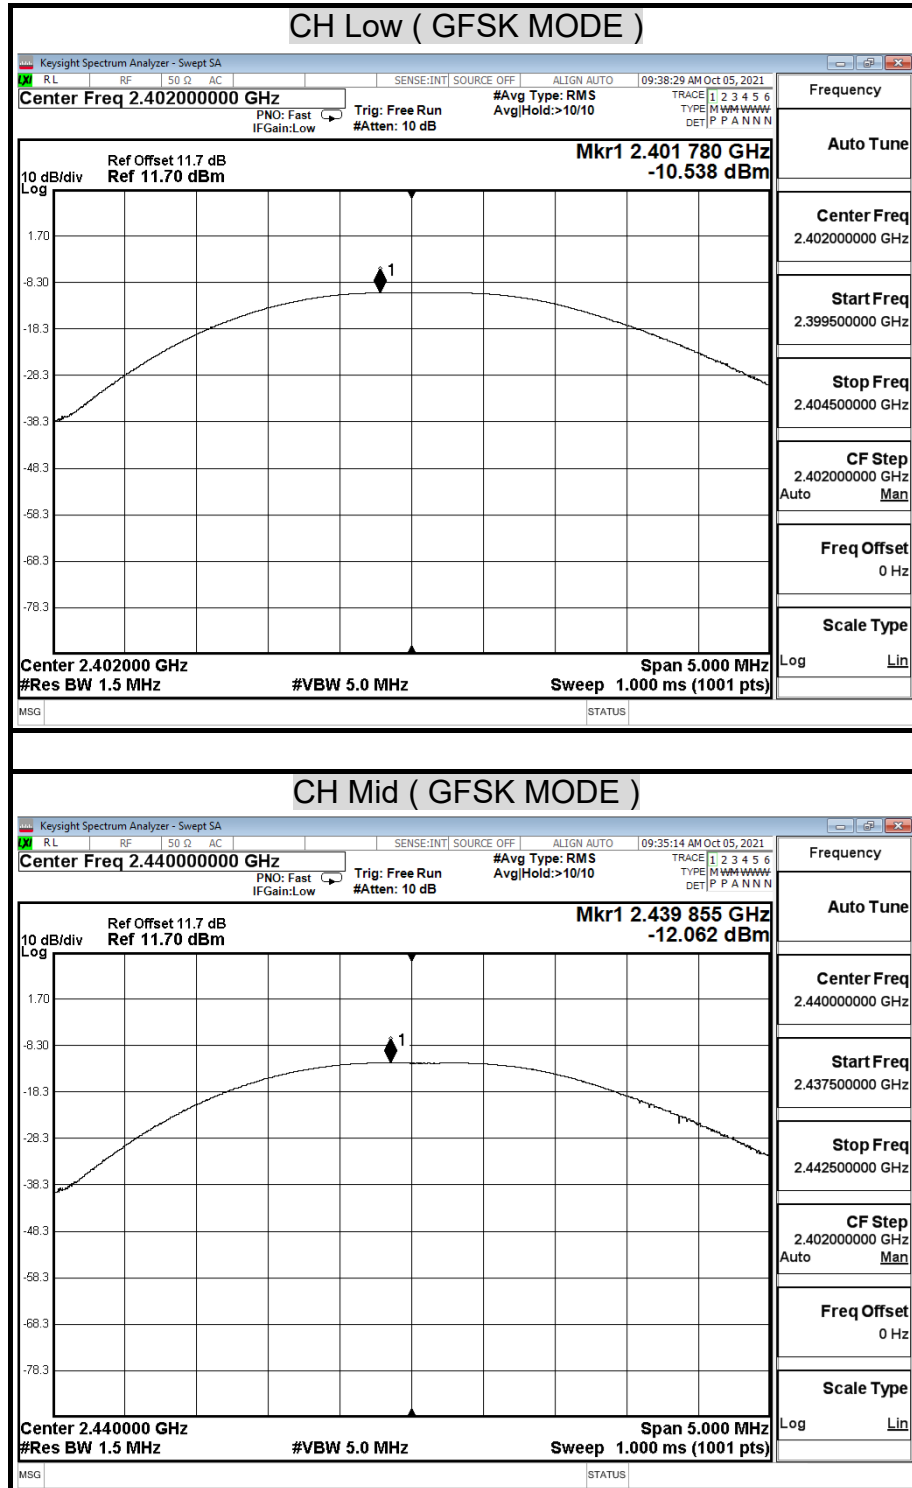 CH Low ( GFSK MODE )
Keysight Spectrum Analyzer - Swept SA
LXI RL RF 50 Ω AC SENSE:INT SOURCE OFF ALIGN AUTO 09:38:29 AM Oct 05, 2021
Center Freq 2.402000000 GHz #Avg Type: RMS TRACE 1 2 3 4 5 6
PNO: Fast Trig: Free Run Avg|Hold:>10/10 TYPE M WM WWW
IFGain:Low #Atten: 10 dB DET P P A N N N
Frequency
Auto Tune
Center Freq
2.402000000 GHz
Start Freq
2.399500000 GHz
Stop Freq
2.404500000 GHz
CF Step
2.402000000 GHz
Auto Man
Freq Offset
0 Hz
Scale Type
Log Lin
Mkr1 2.401 780 GHz
-10.538 dBm
Ref Offset 11.7 dB
10 dB/div Ref 11.70 dBm
Log
1.70
1
-8.30
-18.3
-28.3
-38.3
-48.3
-58.3
-68.3
-78.3
Center 2.402000 GHz Span 5.000 MHz
#Res BW 1.5 MHz #VBW 5.0 MHz Sweep 1.000 ms (1001 pts)
MSG STATUS
CH Mid ( GFSK MODE )
Keysight Spectrum Analyzer - Swept SA
LXI RL RF 50 Ω AC SENSE:INT SOURCE OFF ALIGN AUTO 09:35:14 AM Oct 05, 2021
Center Freq 2.440000000 GHz #Avg Type: RMS TRACE 1 2 3 4 5 6
PNO: Fast Trig: Free Run Avg|Hold:>10/10 TYPE M WM WWW
IFGain:Low #Atten: 10 dB DET P P A N N N
Frequency
Auto Tune
Center Freq
2.440000000 GHz
Start Freq
2.437500000 GHz
Stop Freq
2.442500000 GHz
CF Step
2.402000000 GHz
Auto Man
Freq Offset
0 Hz
Scale Type
Log Lin
Mkr1 2.439 855 GHz
-12.062 dBm
Ref Offset 11.7 dB
10 dB/div Ref 11.70 dBm
Log
1.70
1
-8.30
-18.3
-28.3
-38.3
-48.3
-58.3
-68.3
-78.3
Center 2.440000 GHz Span 5.000 MHz
#Res BW 1.5 MHz #VBW 5.0 MHz Sweep 1.000 ms (1001 pts)
MSG STATUS